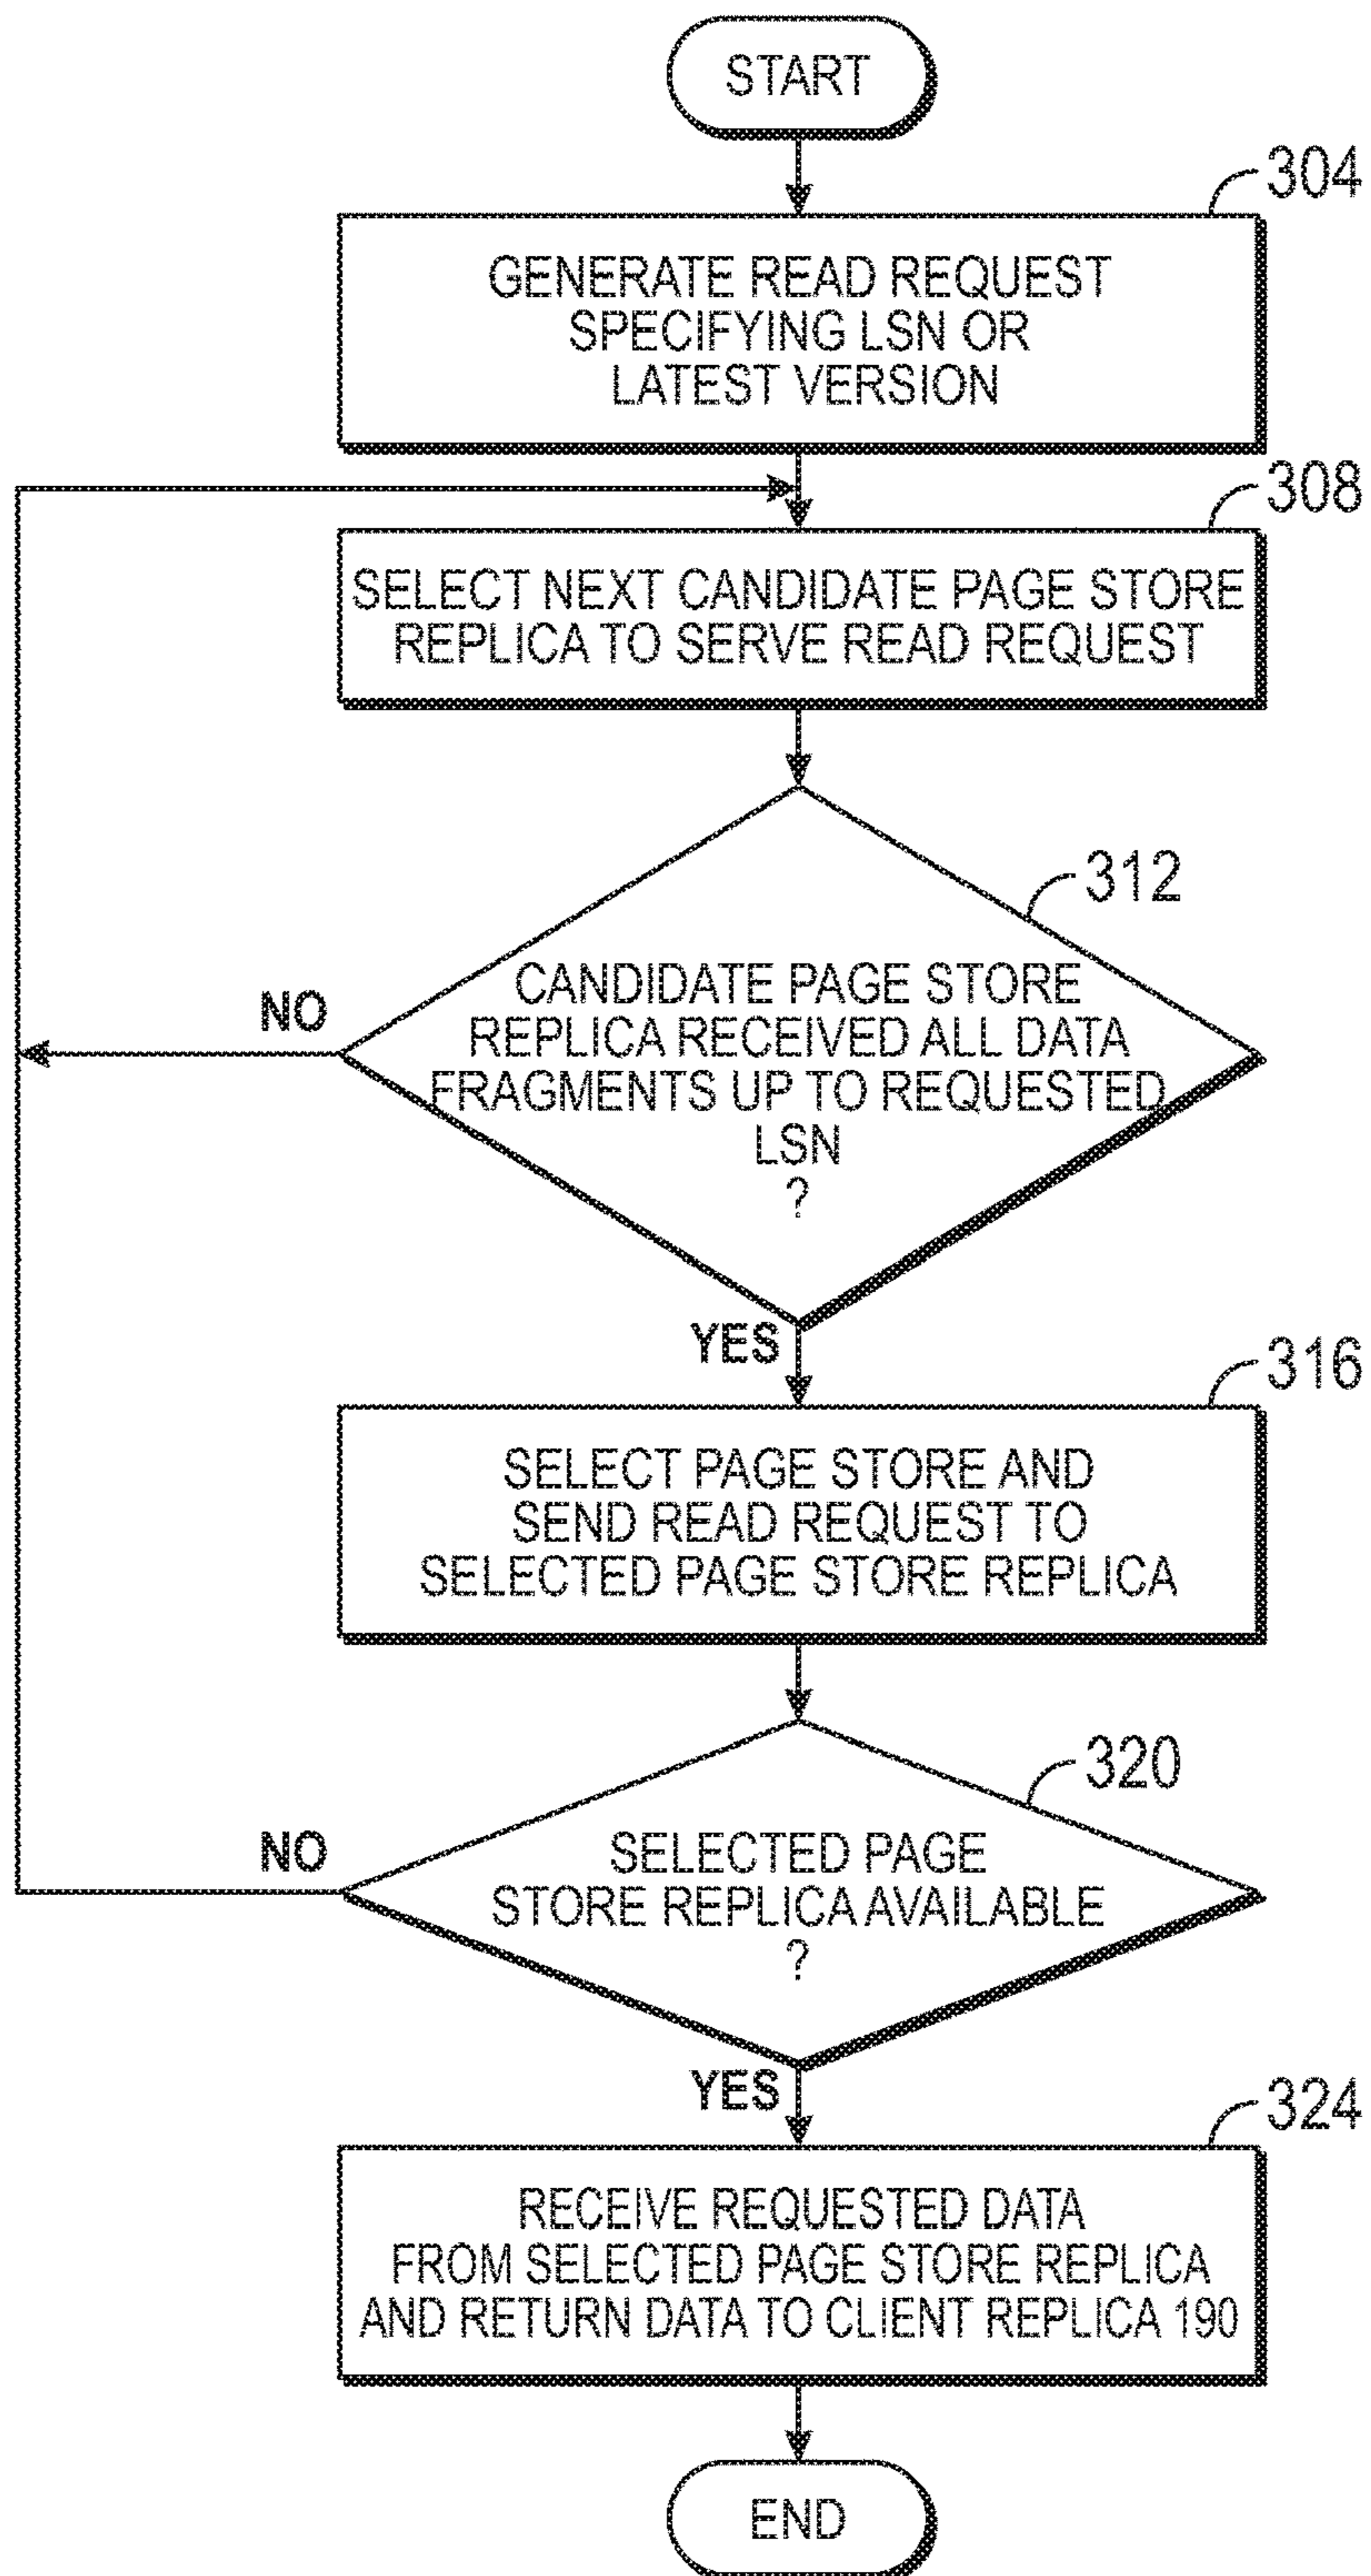 START
304
GENERATE READ REQUEST
SPECIFYING LSN OR
LATEST VERSION
308
SELECT NEXT CANDIDATE PAGE STORE
REPLICA TO SERVE READ REQUEST
312
CANDIDATE PAGE STORE
REPLICA RECEIVED ALL DATA
FRAGMENTS UP TO REQUESTED
LSN
?
NO
YES
316
SELECT PAGE STORE AND
SEND READ REQUEST TO
SELECTED PAGE STORE REPLICA
320
SELECTED PAGE
STORE REPLICA AVAILABLE
?
NO
YES
324
RECEIVE REQUESTED DATA
FROM SELECTED PAGE STORE REPLICA
AND RETURN DATA TO CLIENT REPLICA 190
END